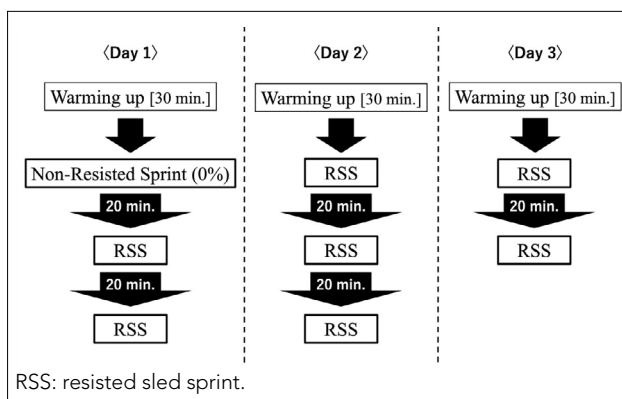 〈Day 1〉 〈Day 2〉 〈Day 3〉
Warming up [30 min.] Warming up [30 min.] Warming up [30 min.]
Non-Resisted Sprint (0%) RSS RSS
20 min. 20 min. 20 min.
RSS RSS RSS
20 min. 20 min.
RSS RSS
RSS: resisted sled sprint.